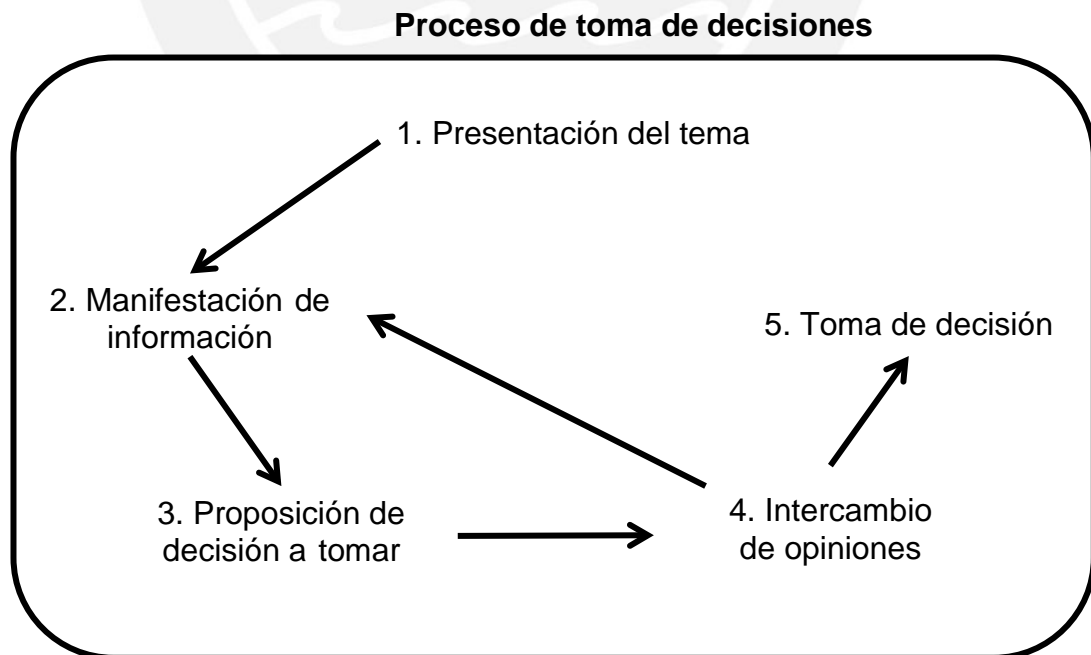 Proceso de toma de decisiones
1. Presentación del tema
2. Manifestación de
información
3. Proposición de
decisión a tomar
4. Intercambio
de opiniones
5. Toma de decisión